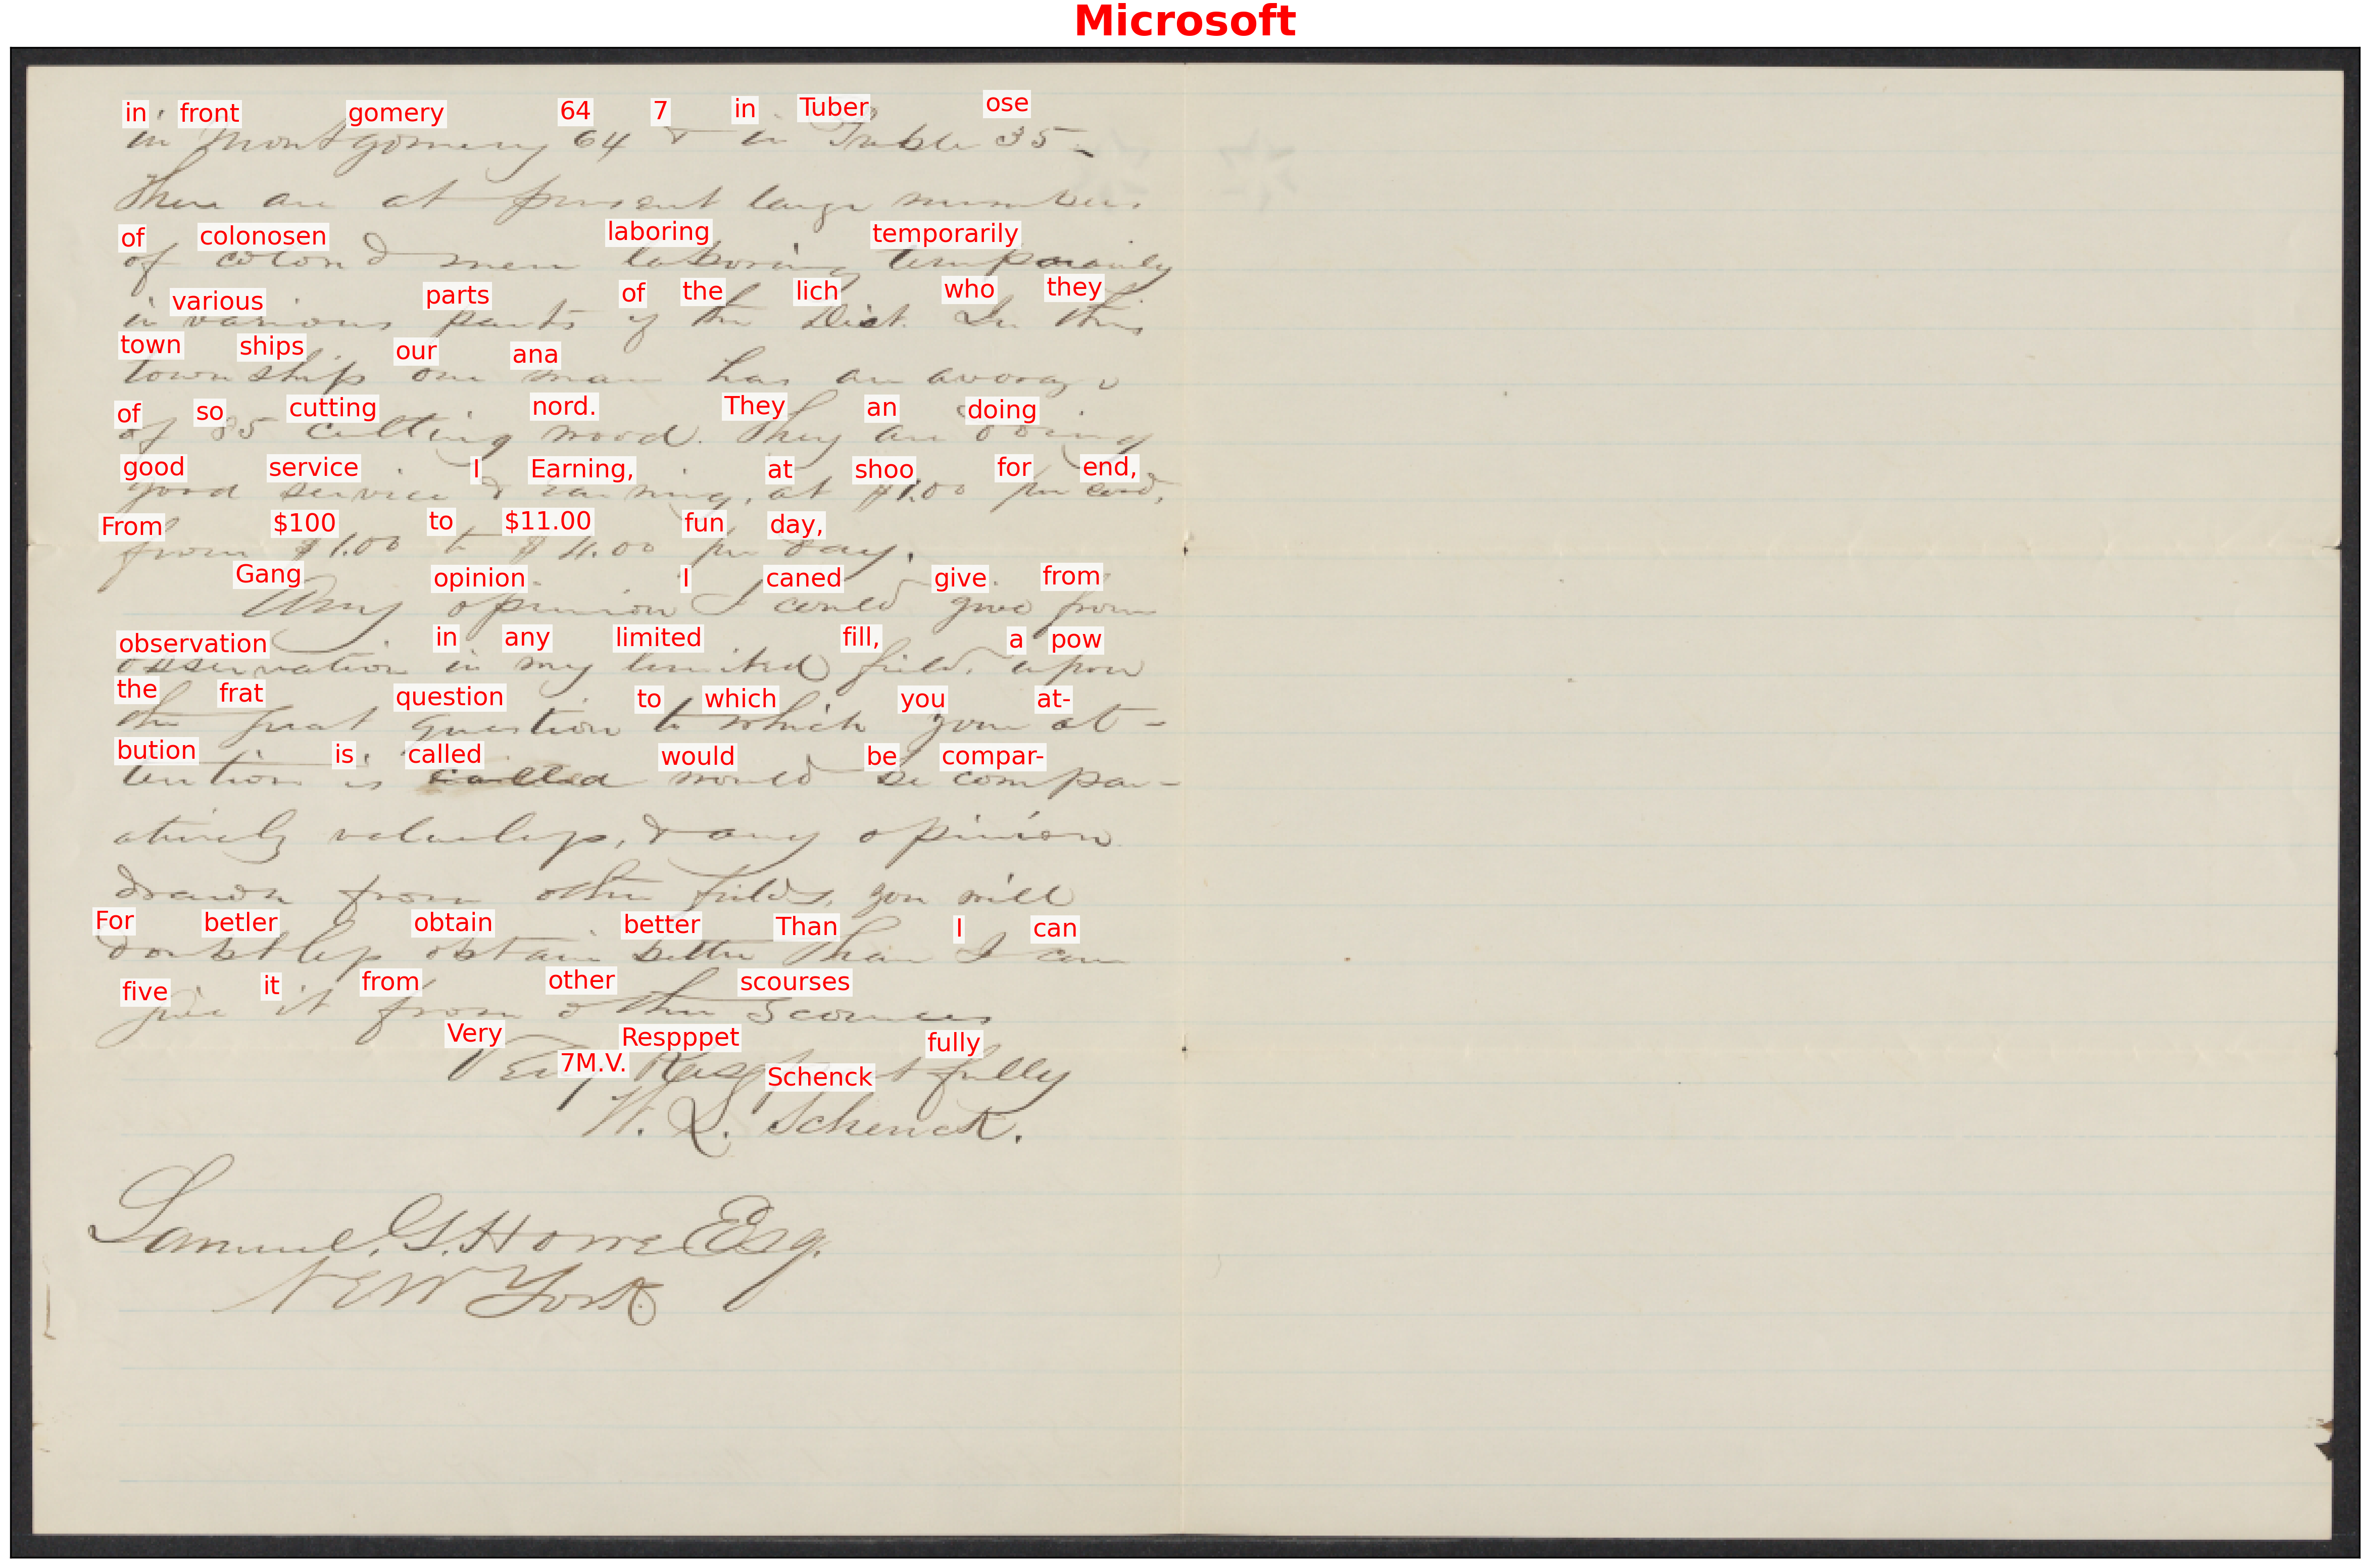 Microsoft
in front gomery 64 7 in Tuber ose
in Montgomery 64 & in Preble 35 -
There are at present large numbers
of colonosen laboring temporarily
of colored men laboring temporarily
various parts of the lich who they
in various parts of the Dist. In this
town ships our ana
township one man has an average
of so cutting nord. They an doing
of 35 cutting wood. They are doing
good service I Earning, at shoo for end,
good service & earning, at $1.00 per cord,
From $100 to $11.00 fun day,
from $1.00 to $4.00 per day.
Gang opinion I caned give from
Any opinion I could give from
observation in any limited fill, a pow
observation in my limited field, upon
the frat question to which you at-
the great question to which your at-
bution is called would be compar-
tention is called would be compar-
atively valueless, & any opinion
drawn from other fields, you will
For betler obtain better Than I can
doubtless obtain better than I can
five it from other scourses
give it from other Scources
Very Respppet fully
Very Respectfully
7M.V. Schenck
W. S. Schenck.
Samuel. G. Howe Esq.
New York